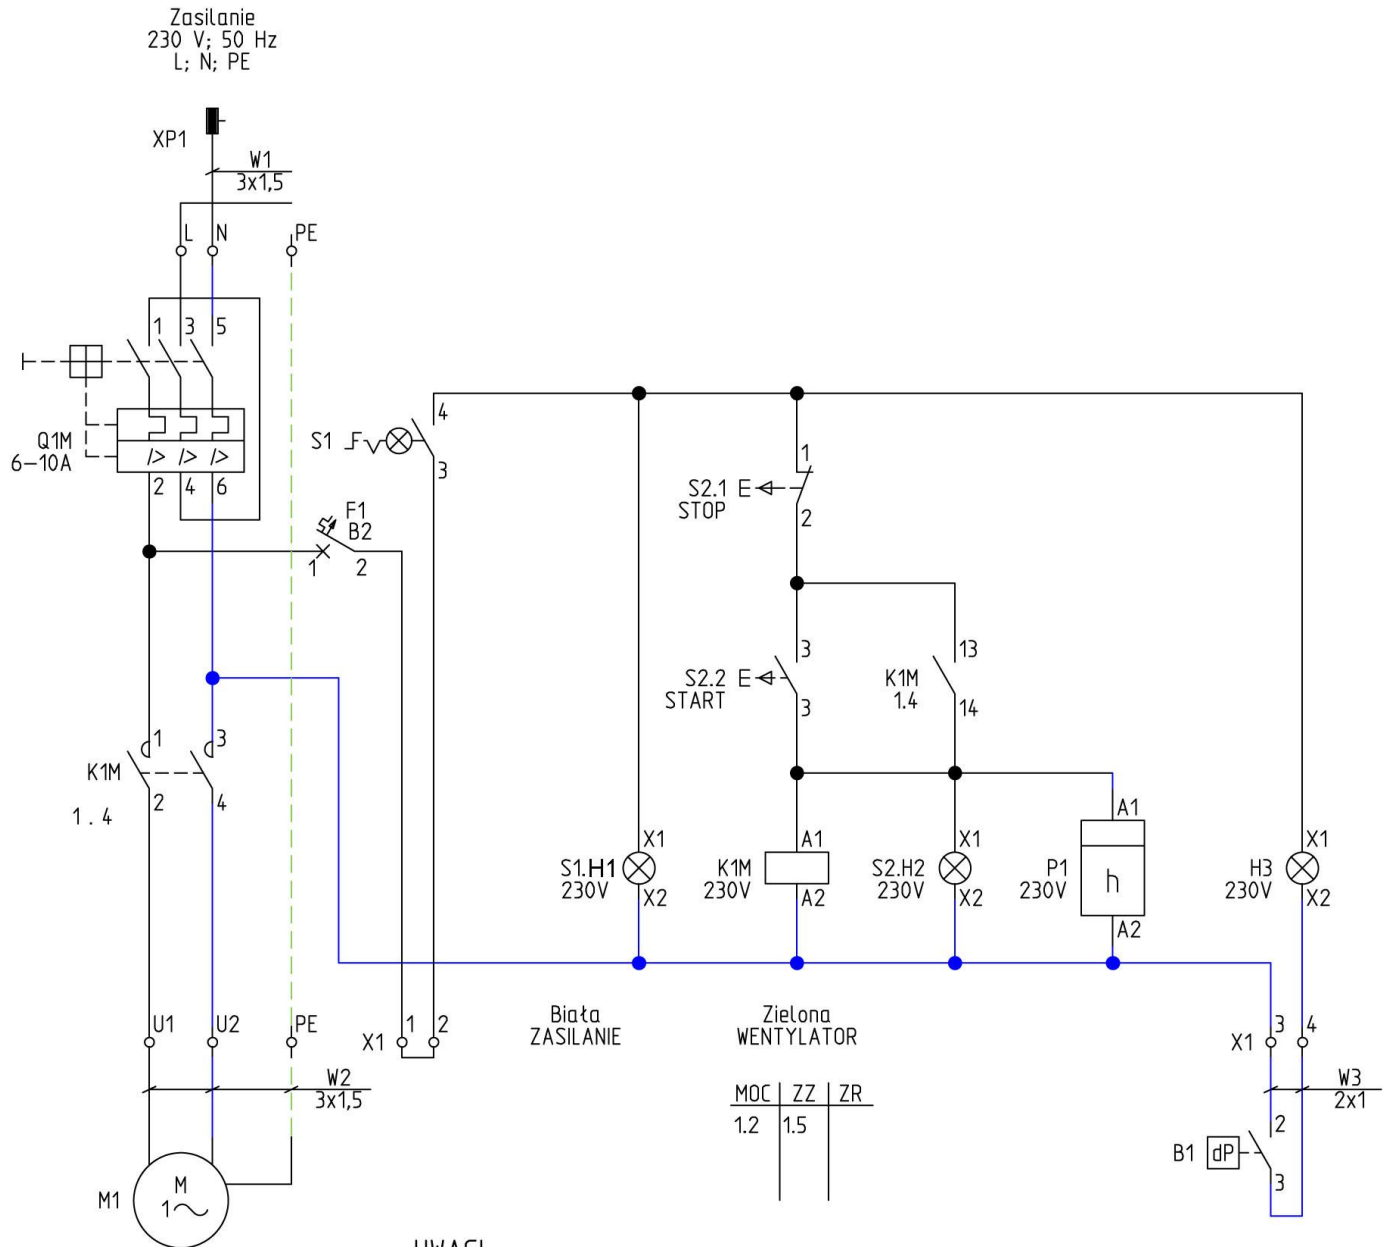 Zasilanie
230 V; 50 Hz
L; N; PE
XP1
W1
3x1,5
L N PE
1 3 5
Q1M
6-10A
/> /> />
2 4 6
S1
4
3
F1
B2
1 2
S2.1 E
STOP
1
2
S2.2 E
START
3
3
K1M
1.4
13
14
K1M
1 . 4
1 3
2 4
S1.H1
230V
X1
X2
K1M
230V
A1
A2
S2.H2
230V
X1
X2
P1
230V
A1
h
A2
H3
230V
X1
X2
U1 U2 PE
X1 1 2
Biała
ZASILANIE
Zielona
WENTYLATOR
X1 3 4
W2
3x1,5
MOC ZZ ZR
1.2 1.5
W3
2x1
B1 dP
2
3
M1
M
1